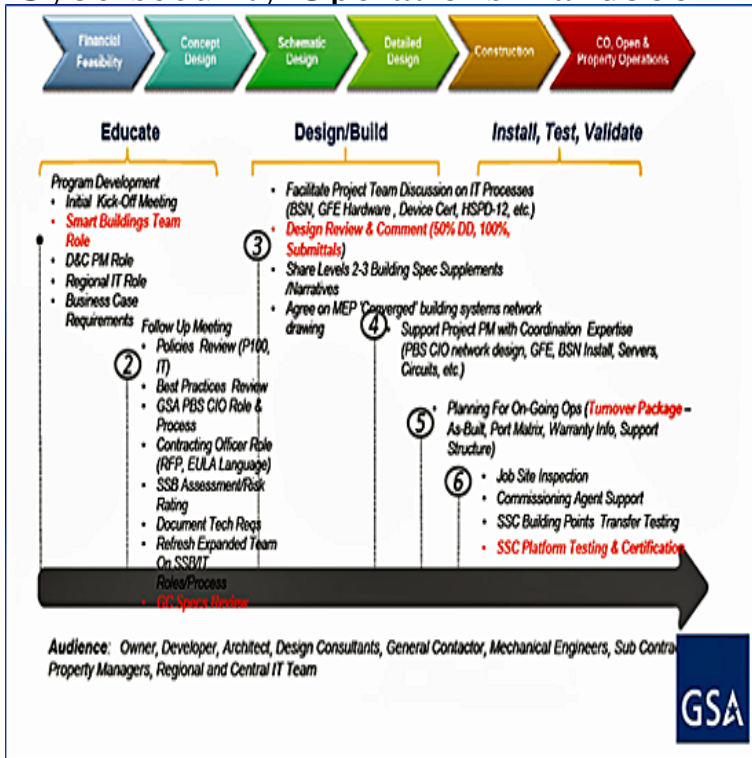 Financial
Feasibility
Concept
Design
Schematic
Design
Detailed
Design
Construction
CO, Open &
Property Operations
Educate
Design/Build
Install, Test, Validate
Program Development
• Initial Kick-Off Meeting
• Smart Buildings Team
Role
• D&C PM Role
• Regional IT Role
• Business Case
Requirements
2
Follow Up Meeting
• Policies Review (P100,
IT)
• Best Practices Review
• GSA PBS CIO Role &
Process
• Contracting Officer Role
(RFP, EULA Language)
• SSB Assessment/Risk
Rating
• Document Tech Reqs
• Refresh Expanded Team
On SSB/IT
Roles/Process
• GC Specs Review
3
• Facilitate Project Team Discussion on IT Processes
(BSN, GFE Hardware , Device Cert, HSPD-12, etc.)
• Design Review & Comment (50% DD, 100%,
Submittals)
• Share Levels 2-3 Building Spec Supplements
/Narratives
• Agree on MEP 'Converged' building systems network
drawing
4
• Support Project PM with Coordination Expertise
(PBS CIO network design, GFE, BSN Install, Servers,
Circuits, etc.)
5
• Planning For On-Going Ops (Turnover Package –
As-Built, Port Matrix, Warranty Info, Support
Structure)
6
• Job Site Inspection
• Commissioning Agent Support
• SSC Building Points Transfer Testing
• SSC Platform Testing & Certification
Audience: Owner, Developer, Architect, Design Consultants, General Contactor, Mechanical Engineers, Sub Contrac
Property Managers, Regional and Central IT Team
GSA